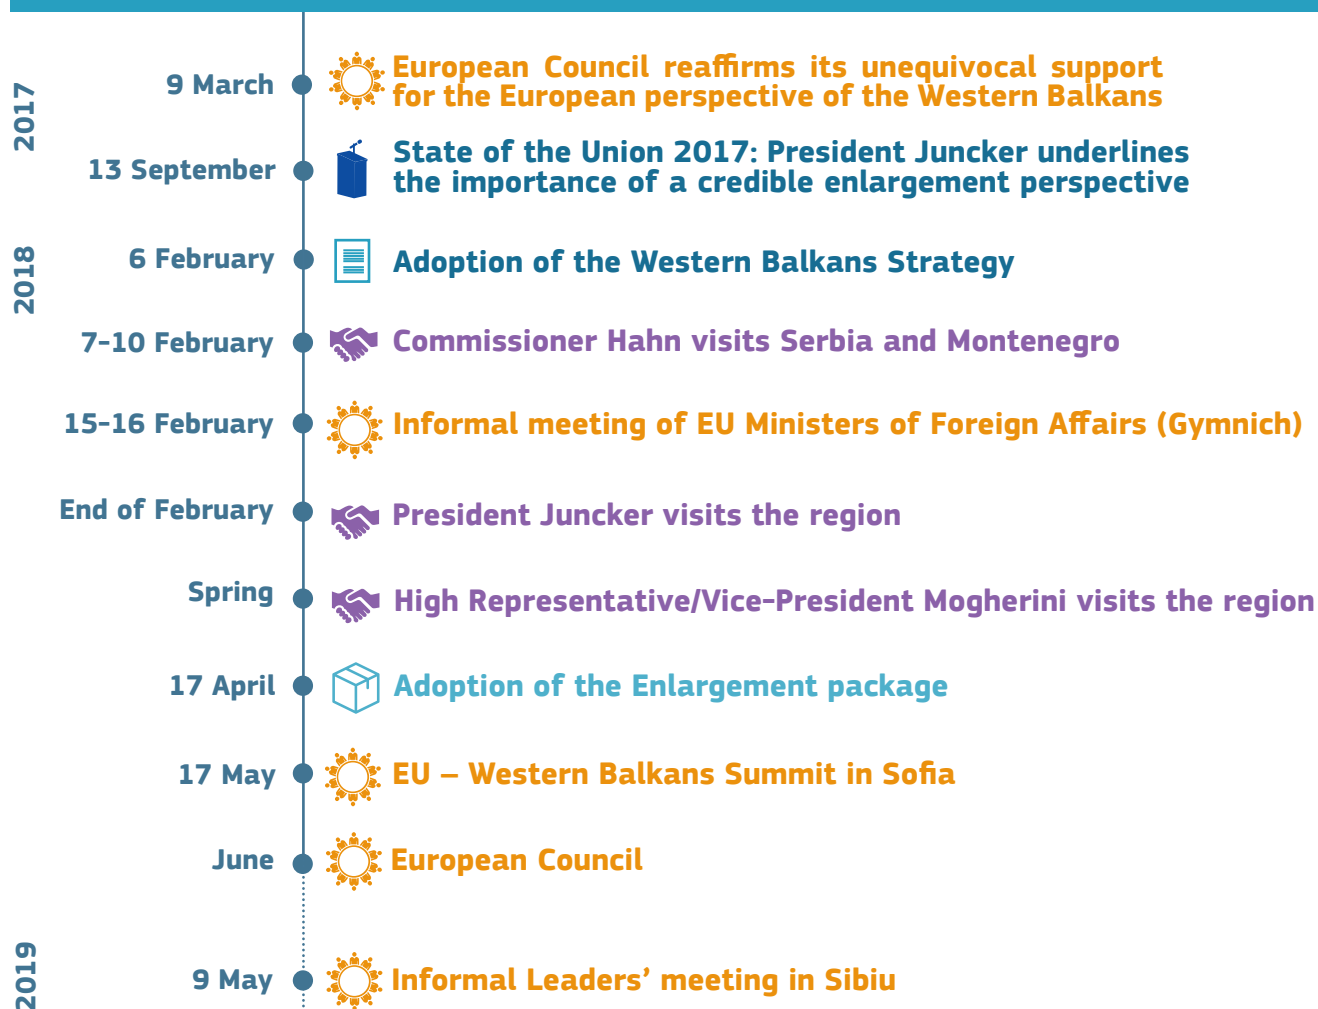 2017
9 March
European Council reaffirms its unequivocal support
for the European perspective of the Western Balkans
13 September
State of the Union 2017: President Juncker underlines
the importance of a credible enlargement perspective
2018
6 February
Adoption of the Western Balkans Strategy
7-10 February
Commissioner Hahn visits Serbia and Montenegro
15-16 February
Informal meeting of EU Ministers of Foreign Affairs (Gymnich)
End of February
President Juncker visits the region
Spring
High Representative/Vice-President Mogherini visits the region
17 April
Adoption of the Enlargement package
17 May
EU – Western Balkans Summit in Sofia
June
European Council
2019
9 May
Informal Leaders’ meeting in Sibiu